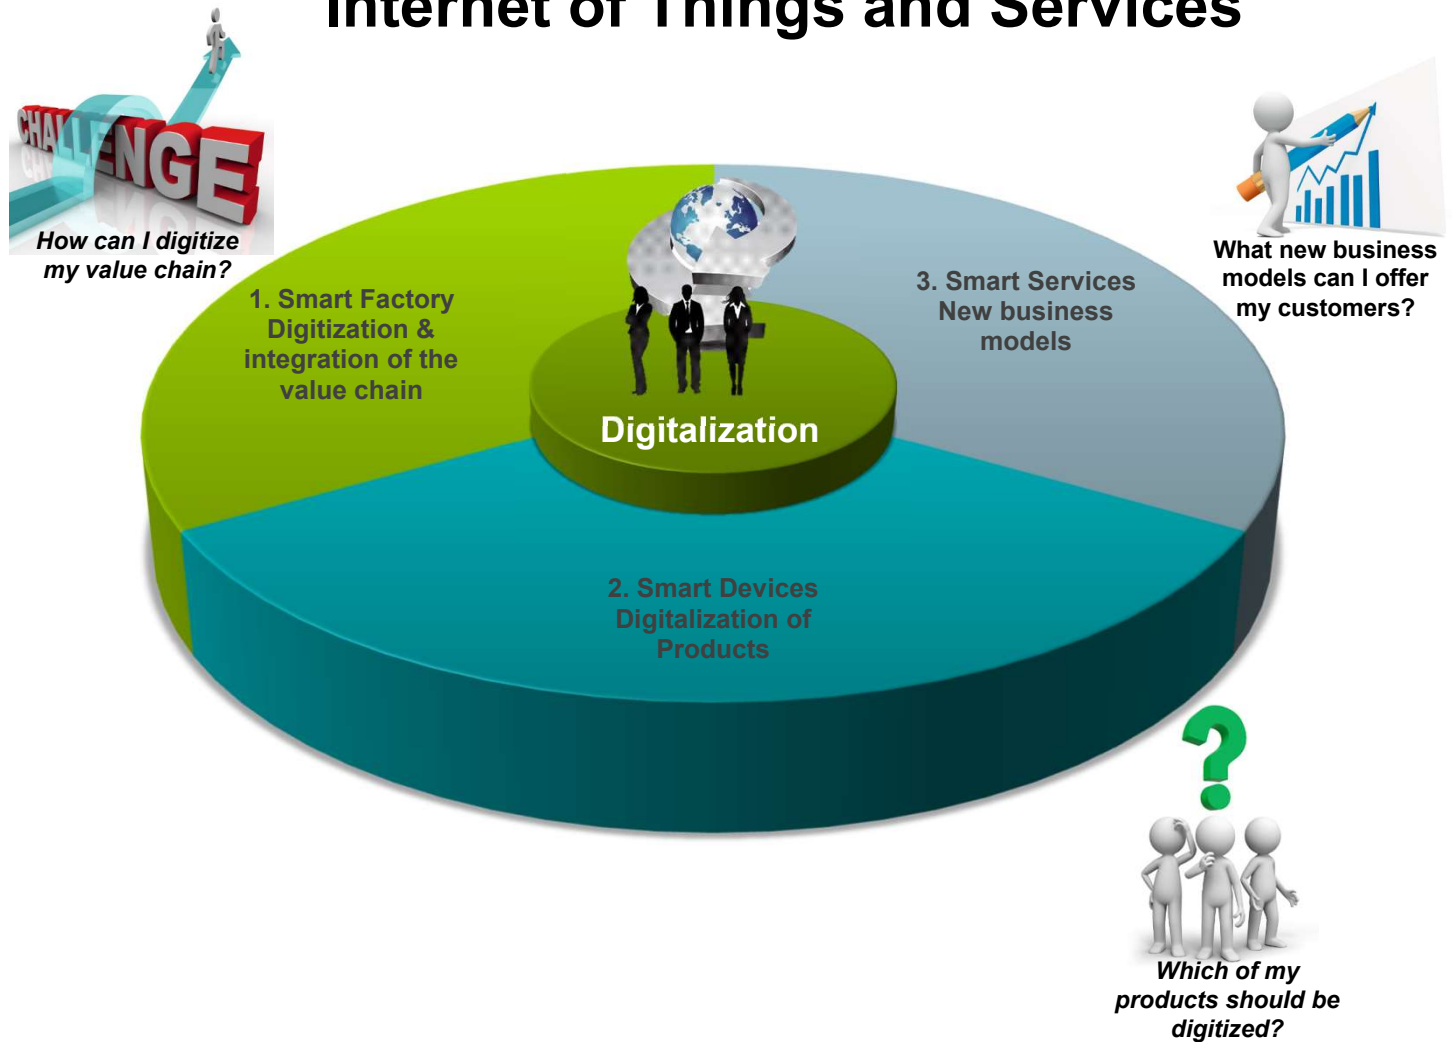 Internet of Things and Services
CHALLENGE
How can I digitize
my value chain?
What new business
models can I offer
my customers?
1. Smart Factory
Digitization &
integration of the
value chain
3. Smart Services
New business
models
Digitalization
2. Smart Devices
Digitalization of
Products
?
Which of my
products should be
digitized?